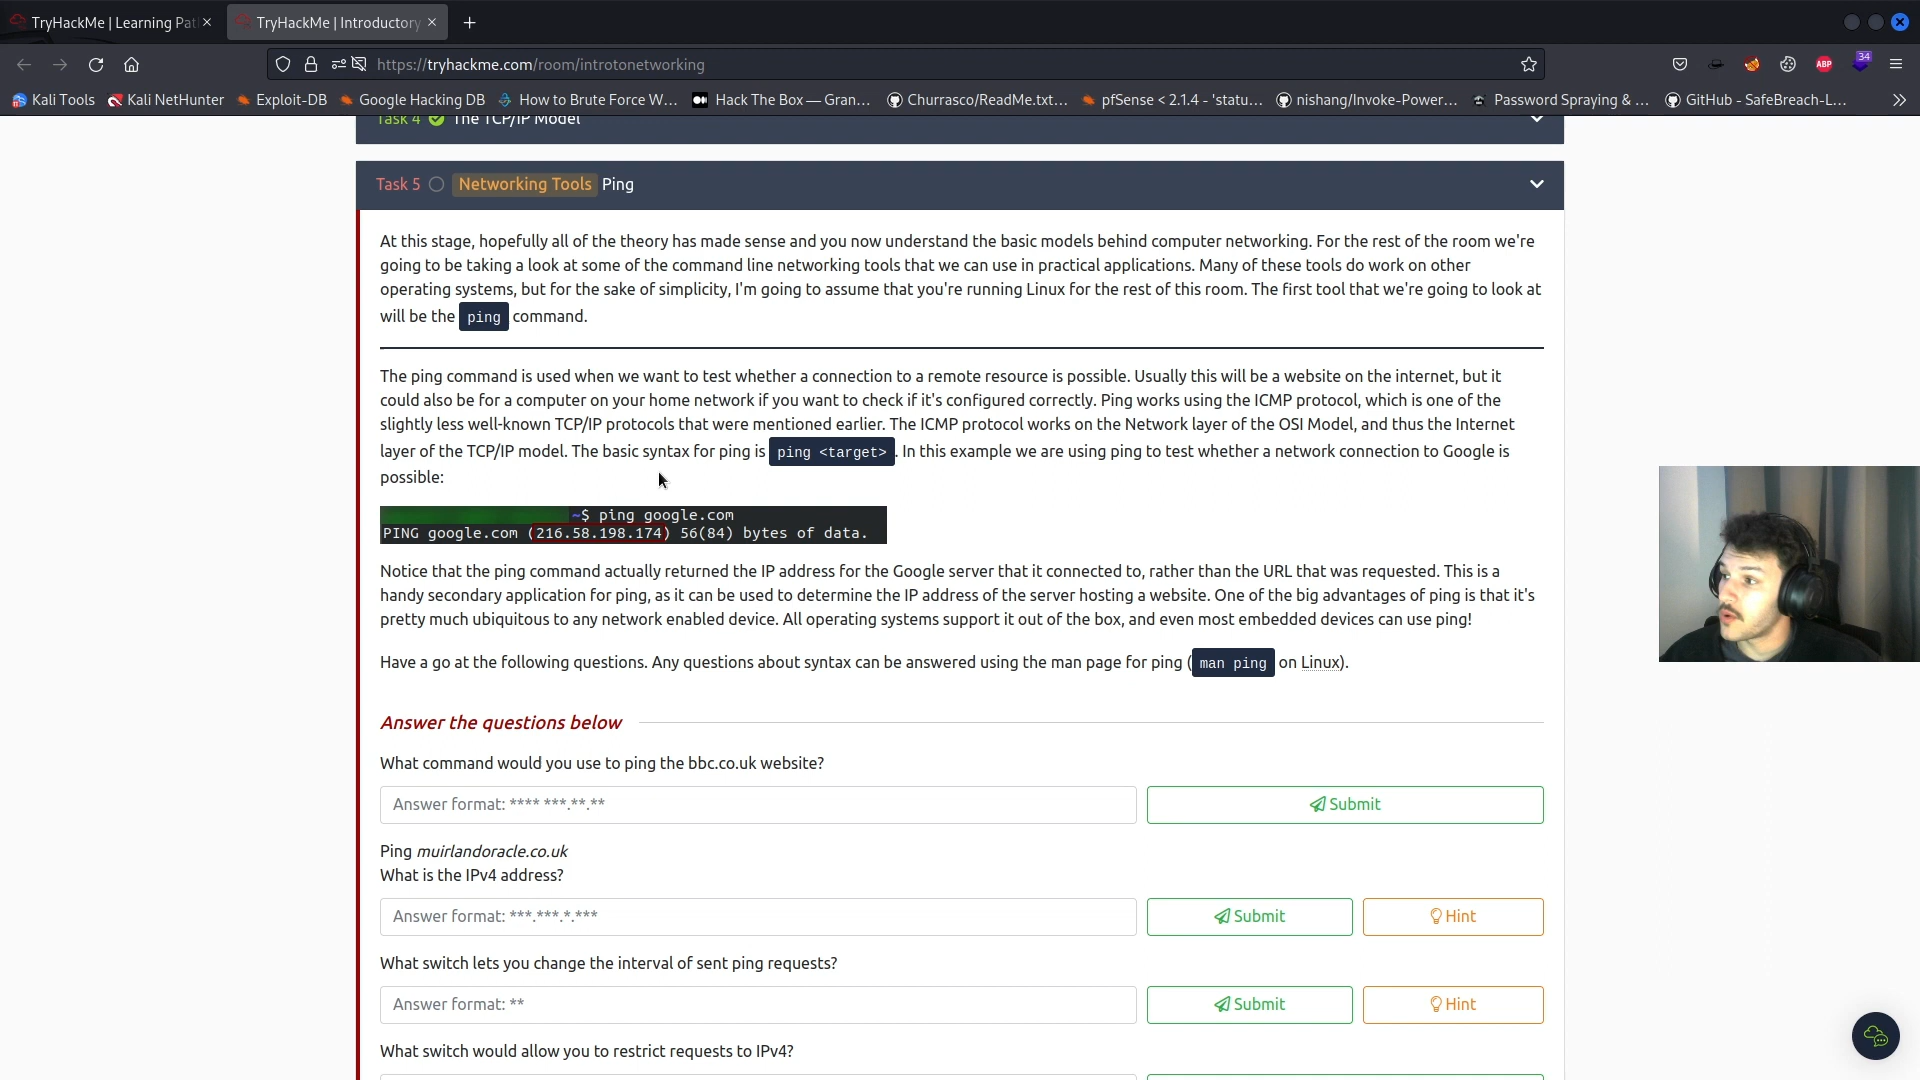 TryHackMe | Learning Pat
TryHackMe | Introductory
https://tryhackme.com/room/introtonetworking
ABP
34
Kali Tools
Kali NetHunter
Exploit-DB
Google Hacking DB
How to Brute Force W...
Hack The Box — Gran...
Churrasco/ReadMe.txt...
pfSense < 2.1.4 - 'statu...
nishang/Invoke-Power...
Password Spraying & ...
GitHub - SafeBreach-L...
Task 4 The TCP/IP Model
Task 5 Networking Tools Ping
At this stage, hopefully all of the theory has made sense and you now understand the basic models behind computer networking. For the rest of the room we're
going to be taking a look at some of the command line networking tools that we can use in practical applications. Many of these tools do work on other
operating systems, but for the sake of simplicity, I'm going to assume that you're running Linux for the rest of this room. The first tool that we're going to look at
will be the ping command.
The ping command is used when we want to test whether a connection to a remote resource is possible. Usually this will be a website on the internet, but it
could also be for a computer on your home network if you want to check if it's configured correctly. Ping works using the ICMP protocol, which is one of the
slightly less well-known TCP/IP protocols that were mentioned earlier. The ICMP protocol works on the Network layer of the OSI Model, and thus the Internet
layer of the TCP/IP model. The basic syntax for ping is ping <target>. In this example we are using ping to test whether a network connection to Google is
possible:
~$ ping google.com
PING google.com (216.58.198.174) 56(84) bytes of data.
Notice that the ping command actually returned the IP address for the Google server that it connected to, rather than the URL that was requested. This is a
handy secondary application for ping, as it can be used to determine the IP address of the server hosting a website. One of the big advantages of ping is that it's
pretty much ubiquitous to any network enabled device. All operating systems support it out of the box, and even most embedded devices can use ping!
Have a go at the following questions. Any questions about syntax can be answered using the man page for ping (man ping on Linux).
Answer the questions below
What command would you use to ping the bbc.co.uk website?
Answer format: **** ***.**.**
Submit
Ping muirlandoracle.co.uk
What is the IPv4 address?
Answer format: ***.***.*.***
Submit
Hint
What switch lets you change the interval of sent ping requests?
Answer format: **
Submit
Hint
What switch would allow you to restrict requests to IPv4?